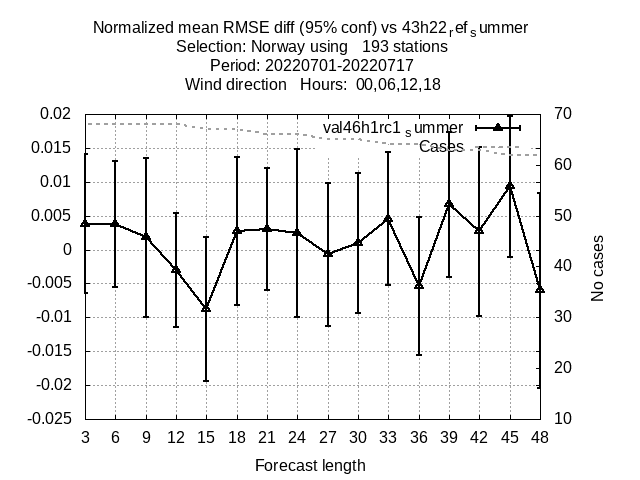 Normalized mean RMSE diff (95% conf) vs 43h22refsummer
Selection: Norway using   193 stations
Period: 20220701-20220717
Wind direction   Hours:  00,06,12,18
0.02
0.015
0.01
0.005
0
-0.005
-0.01
-0.015
-0.02
-0.025
val46h1rc1summer
Cases
70
60
50
40
30
20
10
No cases
3 6 9 12 15 18 21 24 27 30 33 36 39 42 45 48
Forecast length